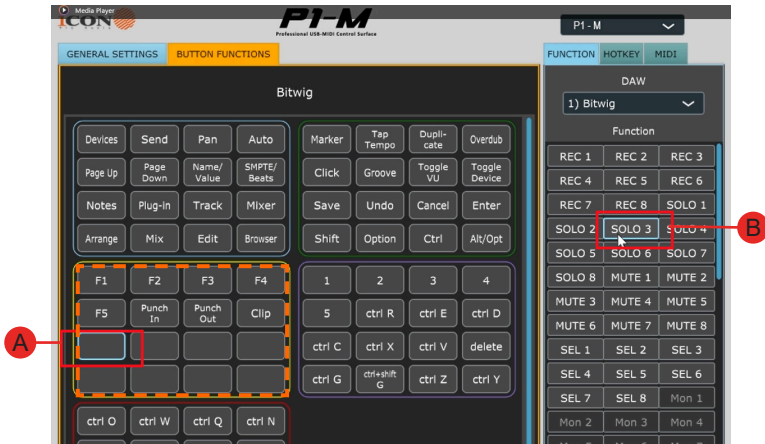 Media Player
iCON
PRO AUDIO
P1-M
Professional USB-MIDI Control Surface
P1 - M
GENERAL SETTINGS BUTTON FUNCTIONS
FUNCTION HOTKEY MIDI
Bitwig
DAW
1) Bitwig
Function
Devices Send Pan Auto
Page Up Page Down Name/ Value SMPTE/ Beats
Notes Plug-in Track Mixer
Arrange Mix Edit Browser
Marker Tap Tempo Dupli- cate Overdub
Click Groove Toggle VU Toggle Device
Save Undo Cancel Enter
Shift Option Ctrl Alt/Opt
F1 F2 F3 F4
F5 Punch In Punch Out Clip
1 2 3 4
5 ctrl R ctrl E ctrl D
ctrl C ctrl X ctrl V delete
ctrl G ctrl+shift G ctrl Z ctrl Y
ctrl O ctrl W ctrl Q ctrl N
REC 1 REC 2 REC 3
REC 4 REC 5 REC 6
REC 7 REC 8 SOLO 1
SOLO 2 SOLO 3 SOLO 4
SOLO 5 SOLO 6 SOLO 7
SOLO 8 MUTE 1 MUTE 2
MUTE 3 MUTE 4 MUTE 5
MUTE 6 MUTE 7 MUTE 8
SEL 1 SEL 2 SEL 3
SEL 4 SEL 5 SEL 6
SEL 7 SEL 8 Mon 1
Mon 2 Mon 3 Mon 4
A
B